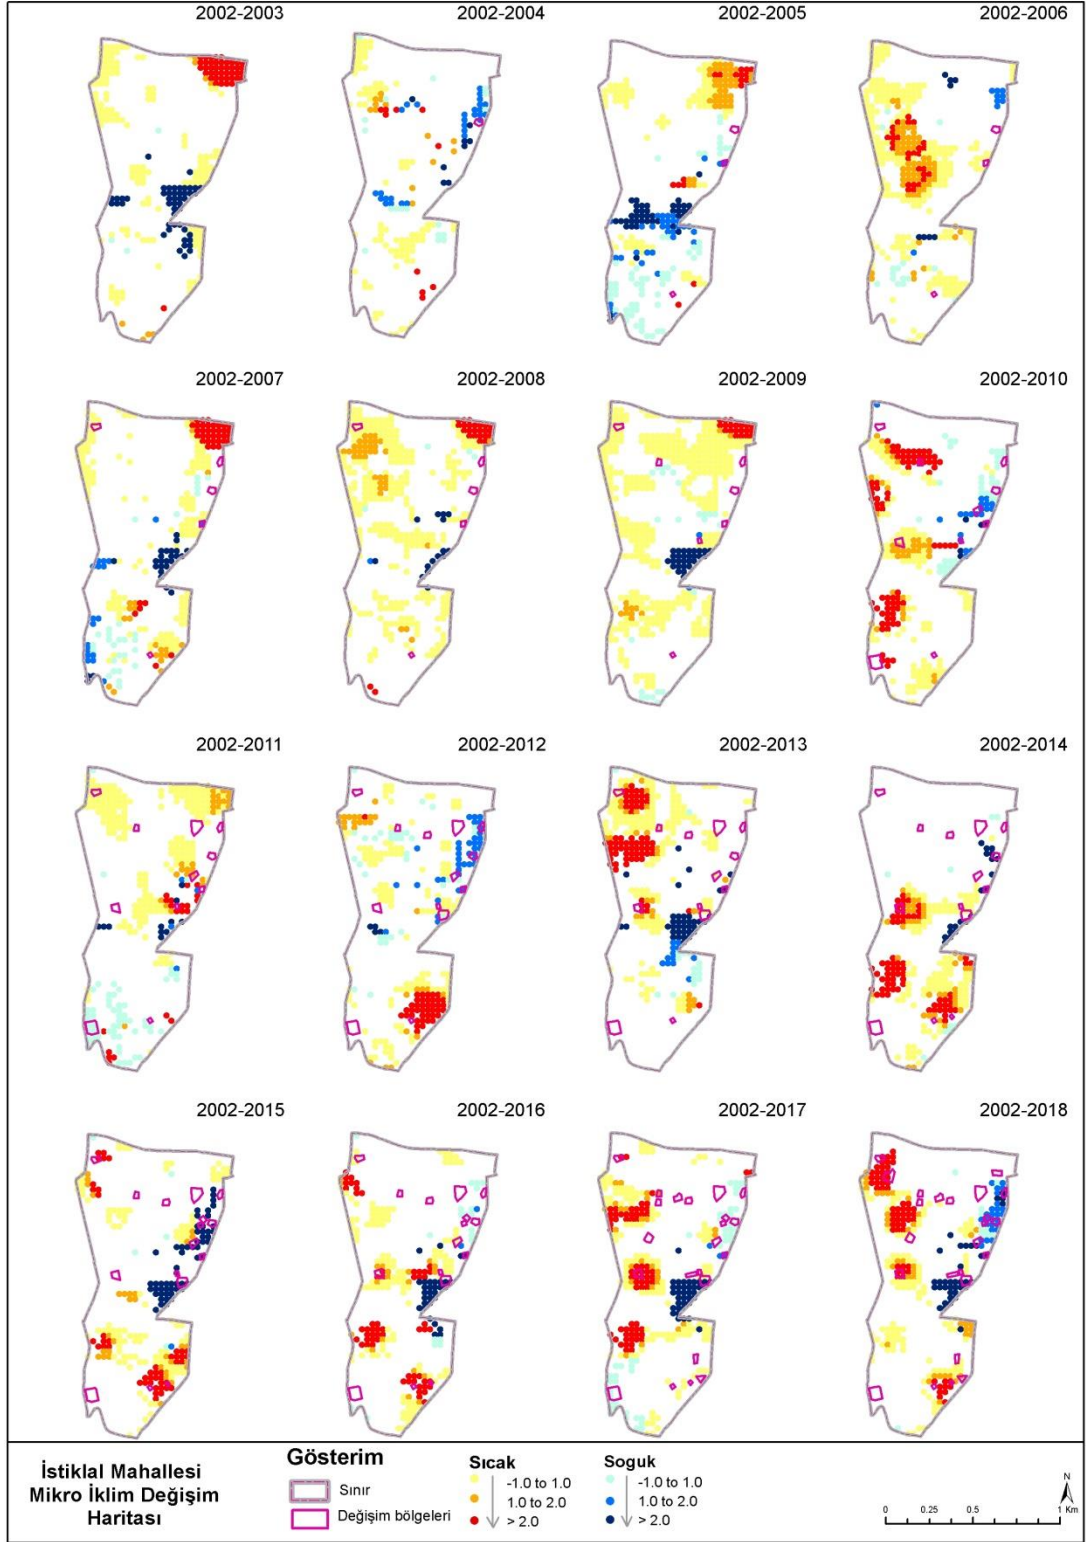 2002-2003
2002-2004
2002-2005
2002-2006
2002-2007
2002-2008
2002-2009
2002-2010
2002-2011
2002-2012
2002-2013
2002-2014
2002-2015
2002-2016
2002-2017
2002-2018
İstiklal Mahallesi
Mikro İklim Değişim
Haritası
Gösterim
Sınır
Değişim bölgeleri
Sıcak
-1.0 to 1.0
1.0 to 2.0
> 2.0
Soguk
-1.0 to 1.0
1.0 to 2.0
> 2.0
N
0 0.25 0.5 1 Km